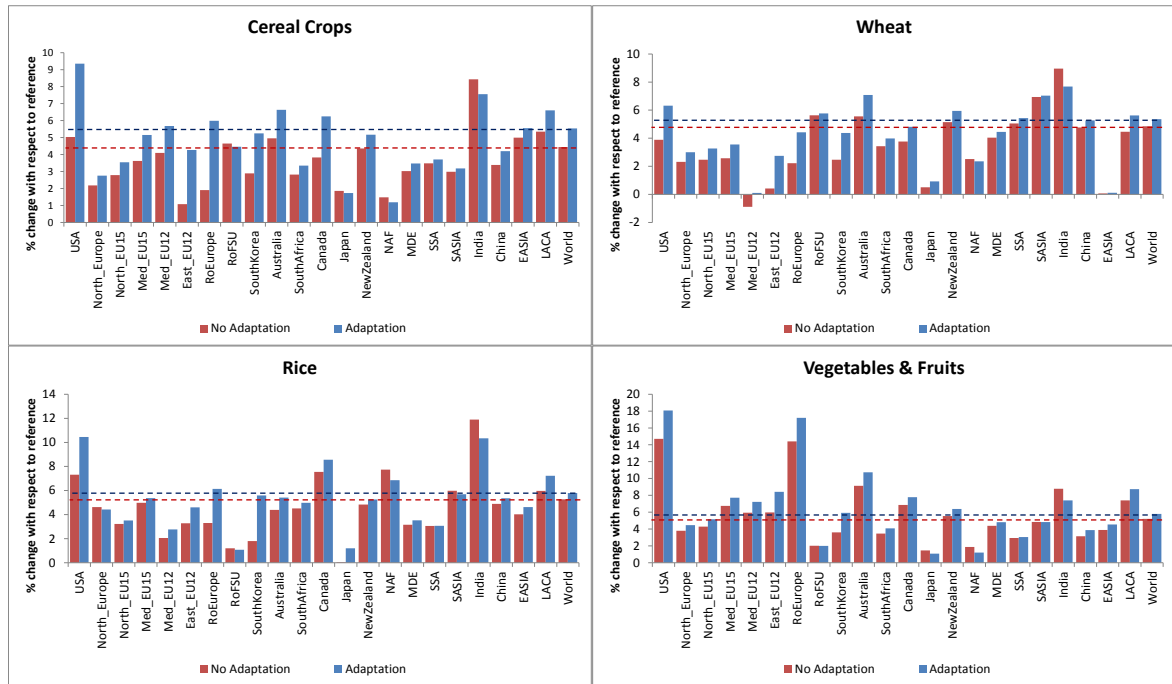 Cereal Crops
% change with respect to reference
10
9
8
7
6
5
4
3
2
1
0
USA
North_Europe
North_EU15
Med_EU15
Med_EU12
East_EU12
RoEurope
RoFSU
SouthKorea
Australia
SouthAfrica
Canada
Japan
NewZealand
NAF
MDE
SSA
SASIA
India
China
EASIA
LACA
World
No Adaptation Adaptation
Wheat
% change with respect to reference
10
8
6
4
2
0
-2
USA
North_Europe
North_EU15
Med_EU15
Med_EU12
East_EU12
RoEurope
RoFSU
SouthKorea
Australia
SouthAfrica
Canada
Japan
NewZealand
NAF
MDE
SSA
SASIA
India
China
EASIA
LACA
World
No Adaptation Adaptation
Rice
% change with respect to reference
14
12
10
8
6
4
2
0
USA
North_Europe
North_EU15
Med_EU15
Med_EU12
East_EU12
RoEurope
RoFSU
SouthKorea
Australia
SouthAfrica
Canada
Japan
NewZealand
NAF
MDE
SSA
SASIA
India
China
EASIA
LACA
World
No Adaptation Adaptation
Vegetables & Fruits
% change with respect to reference
20
18
16
14
12
10
8
6
4
2
0
USA
North_Europe
North_EU15
Med_EU15
Med_EU12
East_EU12
RoEurope
RoFSU
SouthKorea
Australia
SouthAfrica
Canada
Japan
NewZealand
NAF
MDE
SSA
SASIA
India
China
EASIA
LACA
World
No Adaptation Adaptation